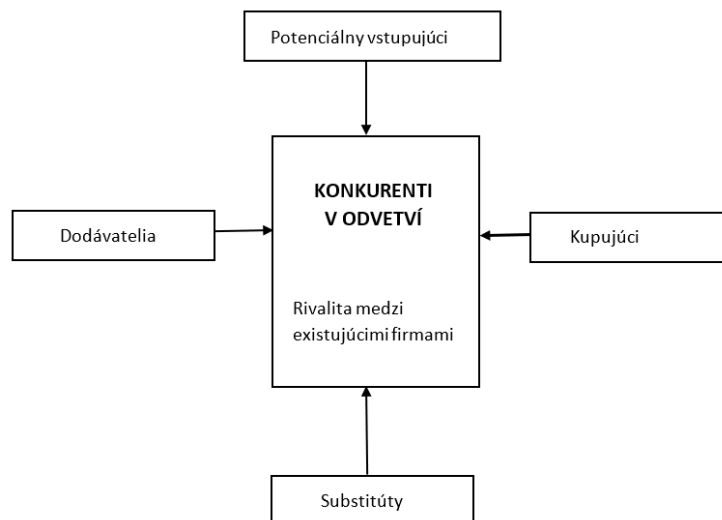 Potenciálny vstupujúci
KONKURENTI
V ODVETVÍ
Dodávatelia
Kupujúci
Rivalita medzi
existujúcimi firmami
Substitúty